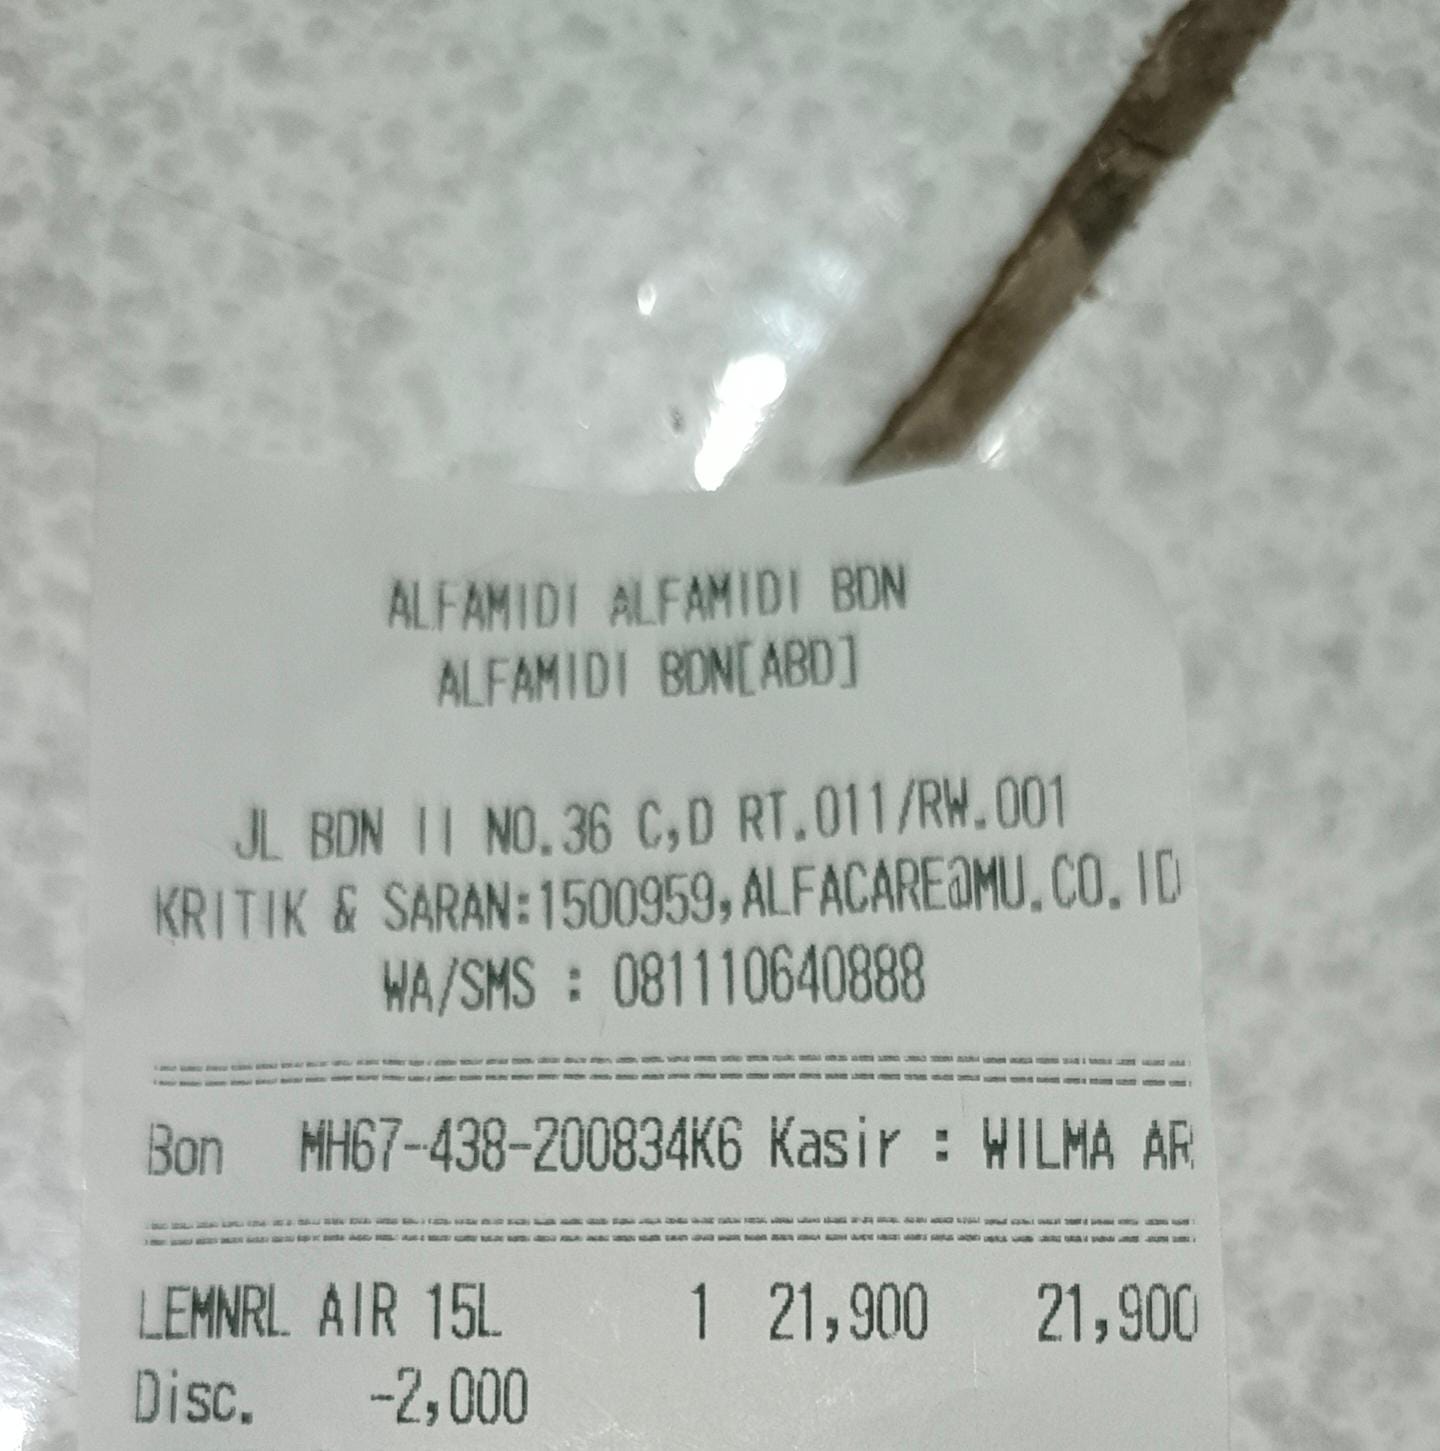 ALFAMIDI ALFAMIDI BDN
ALFAMIDI BDN[ABD]
JL BDN II NO.36 C,D RT.011/RW.001
KRITIK & SARAN:1500959,ALFACARE@MU.CO.ID
WA/SMS : 081110640888
Bon MH67-438-200834K6 Kasir : WILMA AR
LEMNRL AIR 15L 1 21,900 21,900
Disc. -2,000